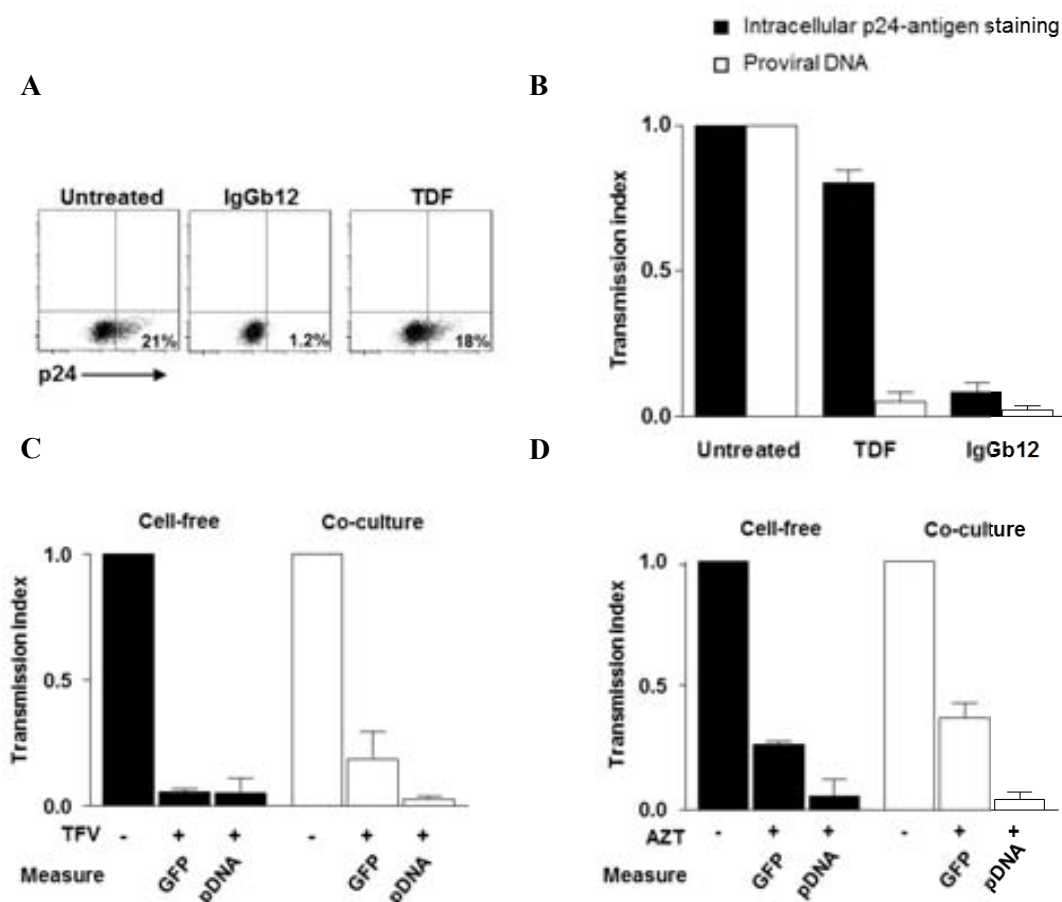 Intracellular p24-antigen staining
Proviral DNA
A
B
Untreated IgGb12 TDF
21% 1.2% 18%
p24
Transmission index
1.0
0.5
0.0
Untreated TDF IgGb12
C
D
Cell-free Co-culture
Transmission index
1.0
0.5
0.0
TFV - + + - + +
Measure GFP pDNA GFP pDNA
Cell-free Co-culture
Transmission index
1.0
0.5
0.0
AZT - + + - + +
Measure GFP pDNA GFP pDNA